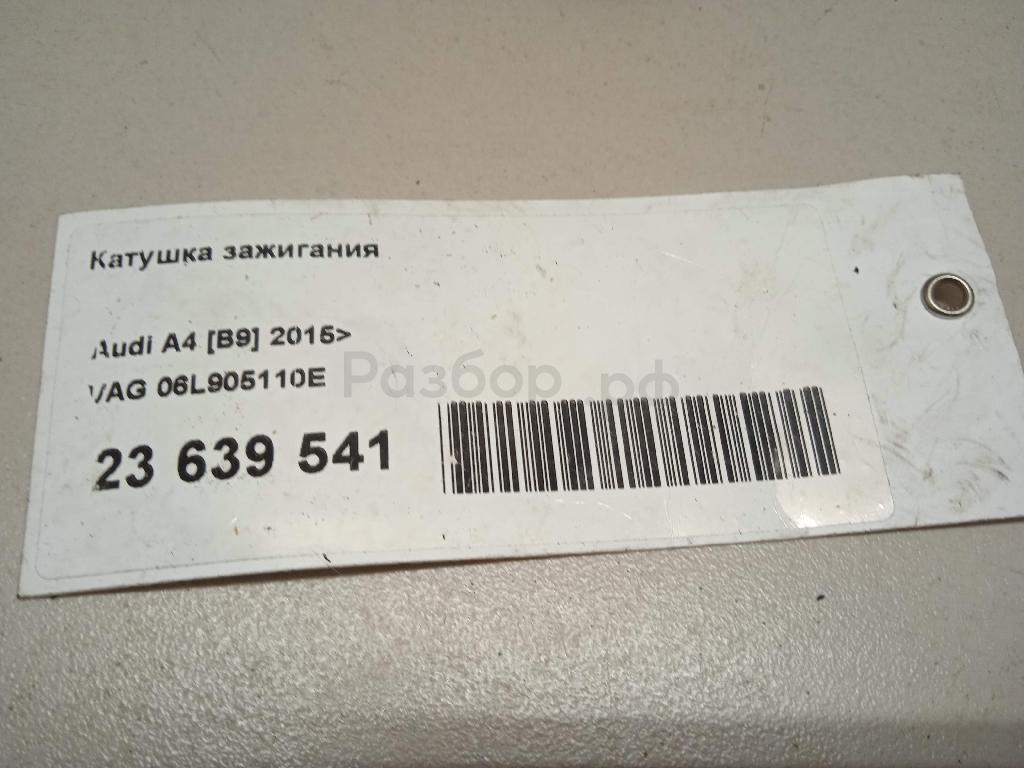 Катушка зажигания
Audi A4 [B9] 2015>
VAG 06L905110E
Разбор.рф
23 639 541